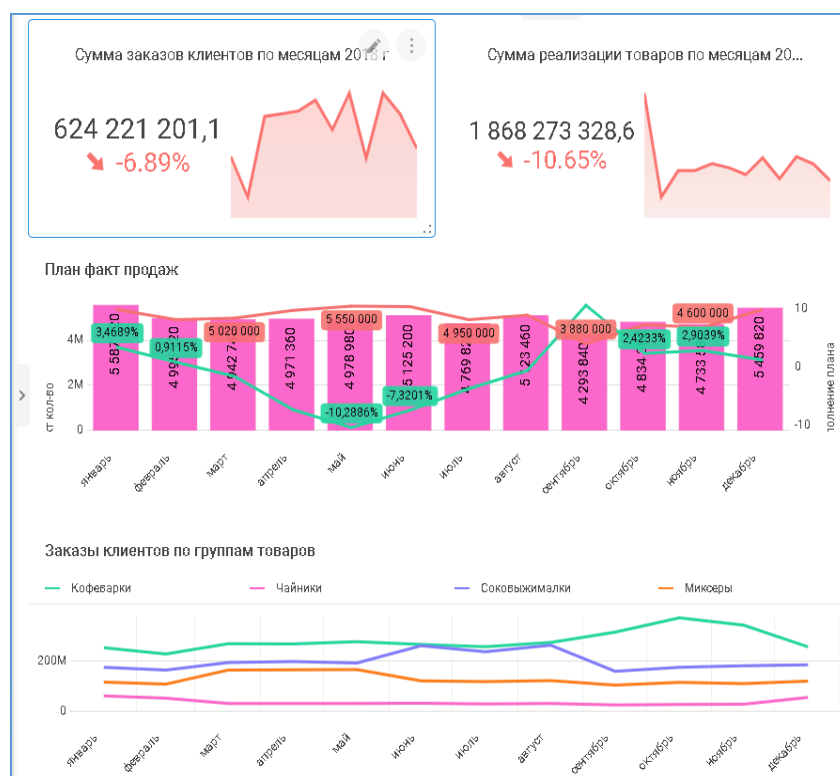 Сумма заказов клиентов по месяцам 2018 г
Сумма реализации товаров по месяцам 20...
624 221 201,1
-6.89%
1 868 273 328,6
-10.65%
План факт продаж
5 020 000
5 550 000
4 950 000
3 880 000
4 600 000
3,4689%
0,9115%
-10,2886%
-7,3201%
2,4233%
2,9039%
4 971 360
4 978 980
5 125 200
4 293 840
5 459 820
4M
2M
0
10
0
-10
январь
февраль
март
апрель
май
июнь
июль
август
сентябрь
октябрь
ноябрь
декабрь
Заказы клиентов по группам товаров
Кофеварки
Чайники
Соковыжималки
Миксеры
200M
0
январь
февраль
март
апрель
май
июнь
июль
август
сентябрь
октябрь
ноябрь
декабрь